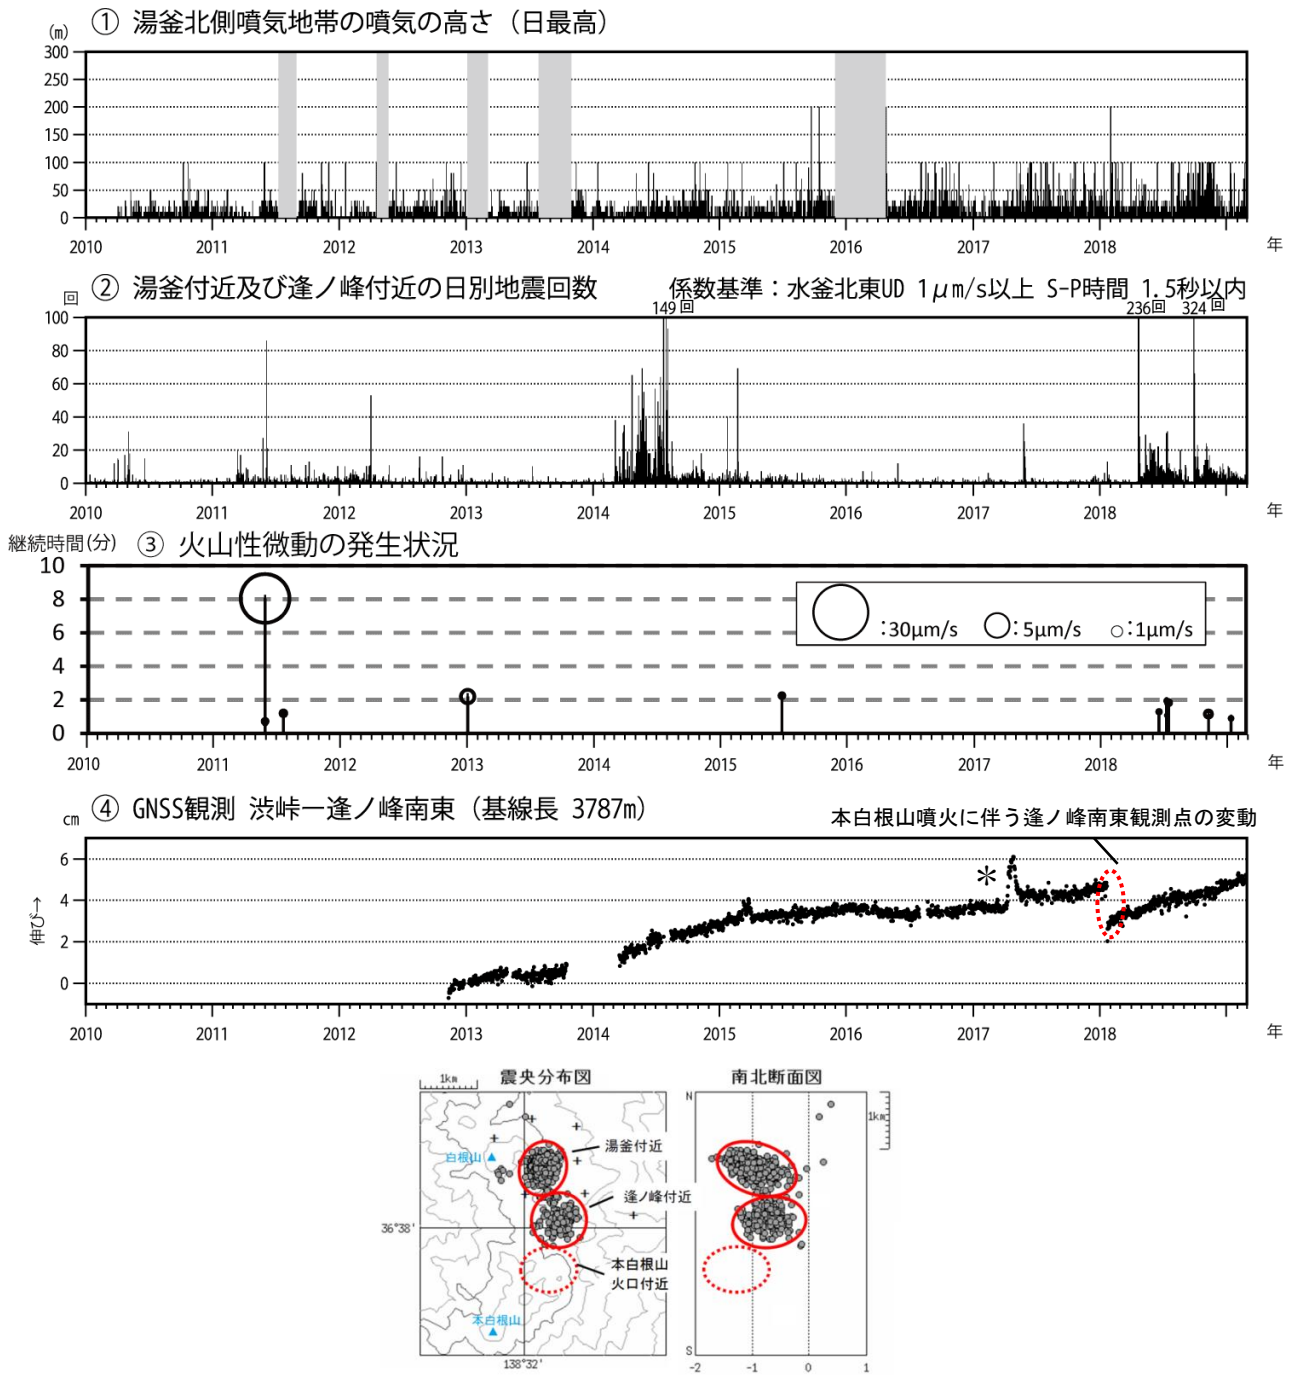 ① 湯釜北側噴気地帯の噴気の高さ（日最高）
(m)
300
250
200
150
100
50
0
2010 2011 2012 2013 2014 2015 2016 2017 2018 年
② 湯釜付近及び逢ノ峰付近の日別地震回数 係数基準：水釜北東UD 1μm/s以上 S-P時間 1.5秒以内
回
149回 236回 324回
100
80
60
40
20
0
2010 2011 2012 2013 2014 2015 2016 2017 2018 年
継続時間(分) ③ 火山性微動の発生状況
10
8
6
4
2
0
:30μm/s :5μm/s :1μm/s
2010 2011 2012 2013 2014 2015 2016 2017 2018 年
④ GNSS観測 渋峠ー逢ノ峰南東（基線長 3787m）
cm
本白根山噴火に伴う逢ノ峰南東観測点の変動
6
4
2
0
伸び→
＊
2010 2011 2012 2013 2014 2015 2016 2017 2018 年
1km 震央分布図 南北断面図
N
1km
湯釜付近
白根山
逢ノ峰付近
36°38'
本白根山
火口付近
本白根山
S
138°32'
-2 -1 0 1